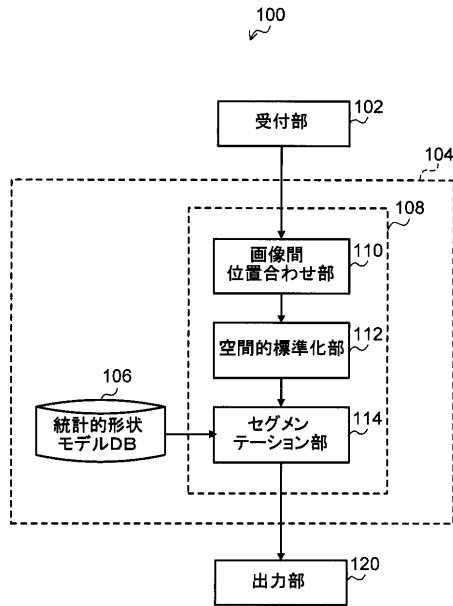 100
受付部
102
104
108
画像間
位置合わせ部
110
空間的標準化部
112
106
統計的形状
モデルDB
セグメン
テーション部
114
出力部
120